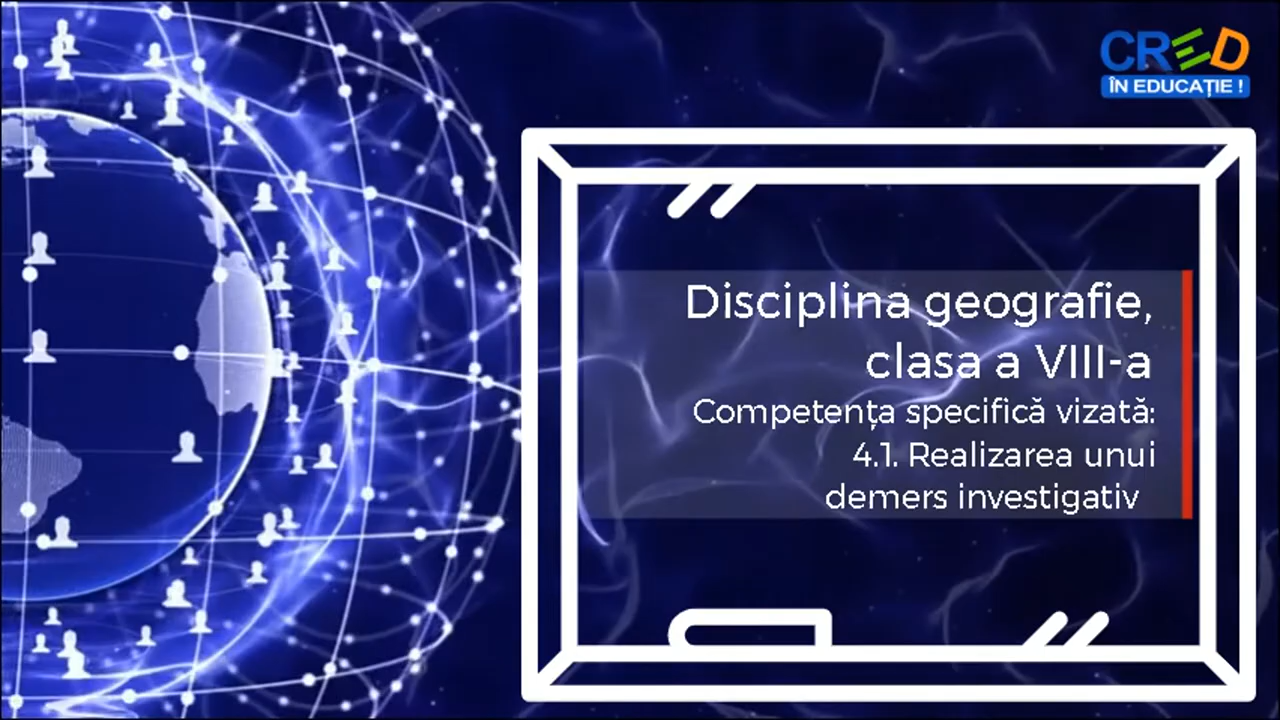 CRED
ÎN EDUCAȚIE !
Disciplina geografie,
clasa a VIII-a
Competența specifică vizată:
4.1. Realizarea unui
demers investigativ